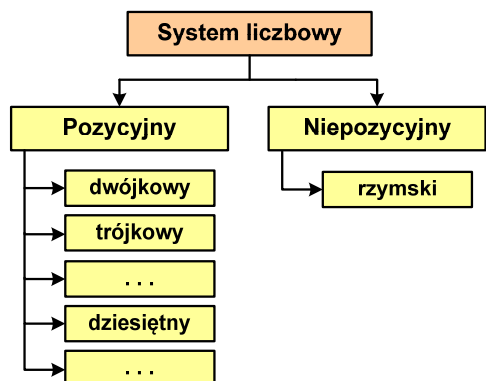 System liczbowy
Pozycyjny
Niepozycyjny
dwójkowy
rzymski
trójkowy
. . .
dziesiętny
. . .